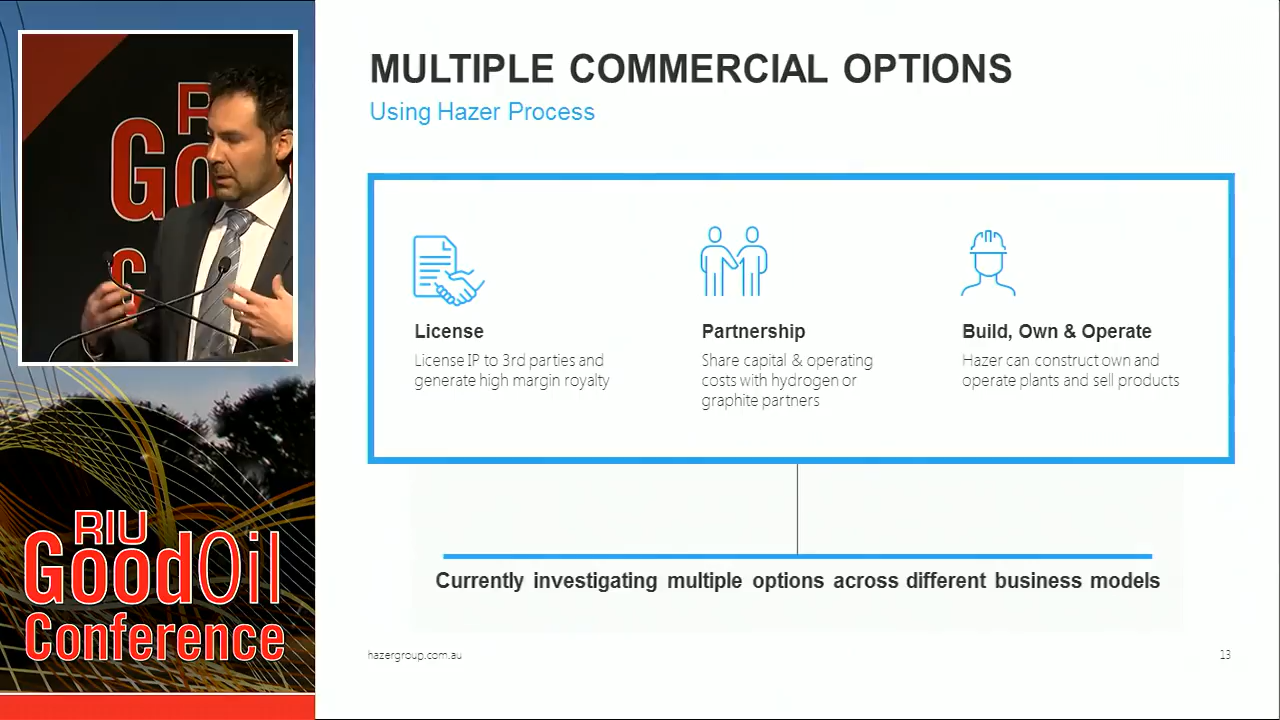 MULTIPLE COMMERCIAL OPTIONS
Using Hazer Process
License
License IP to 3rd parties and
generate high margin royalty
Partnership
Share capital & operating
costs with hydrogen or
graphite partners
Build, Own & Operate
Hazer can construct own and
operate plants and sell products
Currently investigating multiple options across different business models
hazergroup.com.au
13
RIU
GoodOil
Conference